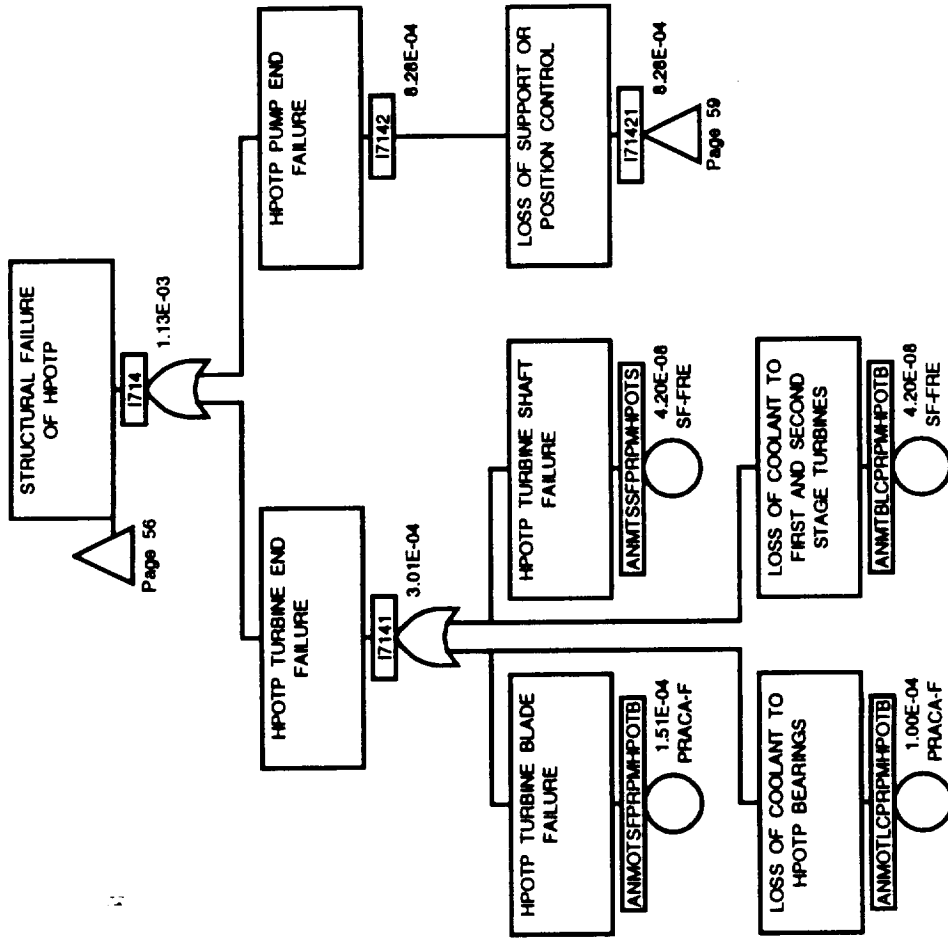 STRUCTURAL FAILURE
OF HPOTP
I714
1.13E-03
Page 56
HPOTP TURBINE END
FAILURE
I7141
3.01E-04
HPOTP PUMP END
FAILURE
I7142
8.28E-04
HPOTP TURBINE BLADE
FAILURE
ANMOTSFPRPMHPOTB
1.51E-04
PRACA-F
HPOTP TURBINE SHAFT
FAILURE
ANMTSSFPRPMHPOTS
4.20E-08
SF-FRE
LOSS OF SUPPORT OR
POSITION CONTROL
I71421
8.28E-04
Page 59
LOSS OF COOLANT TO
HPOTP BEARINGS
ANMOTLCPRPMHPOTB
1.00E-04
PRACA-F
LOSS OF COOLANT TO
FIRST AND SECOND
STAGE TURBINES
ANMTBLCPRPMHPOTB
4.20E-08
SF-FRE